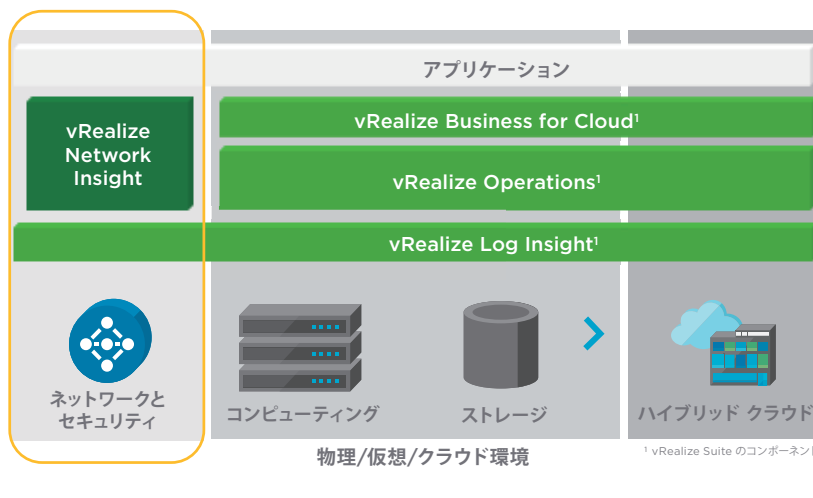 アプリケーション
vRealize
Network
Insight
vRealize Business for Cloud¹
vRealize Operations¹
vRealize Log Insight¹
ネットワークと
セキュリティ
コンピューティング
ストレージ
ハイブリッド クラウド
物理/仮想/クラウド環境
¹ vRealize Suite のコンポーネント